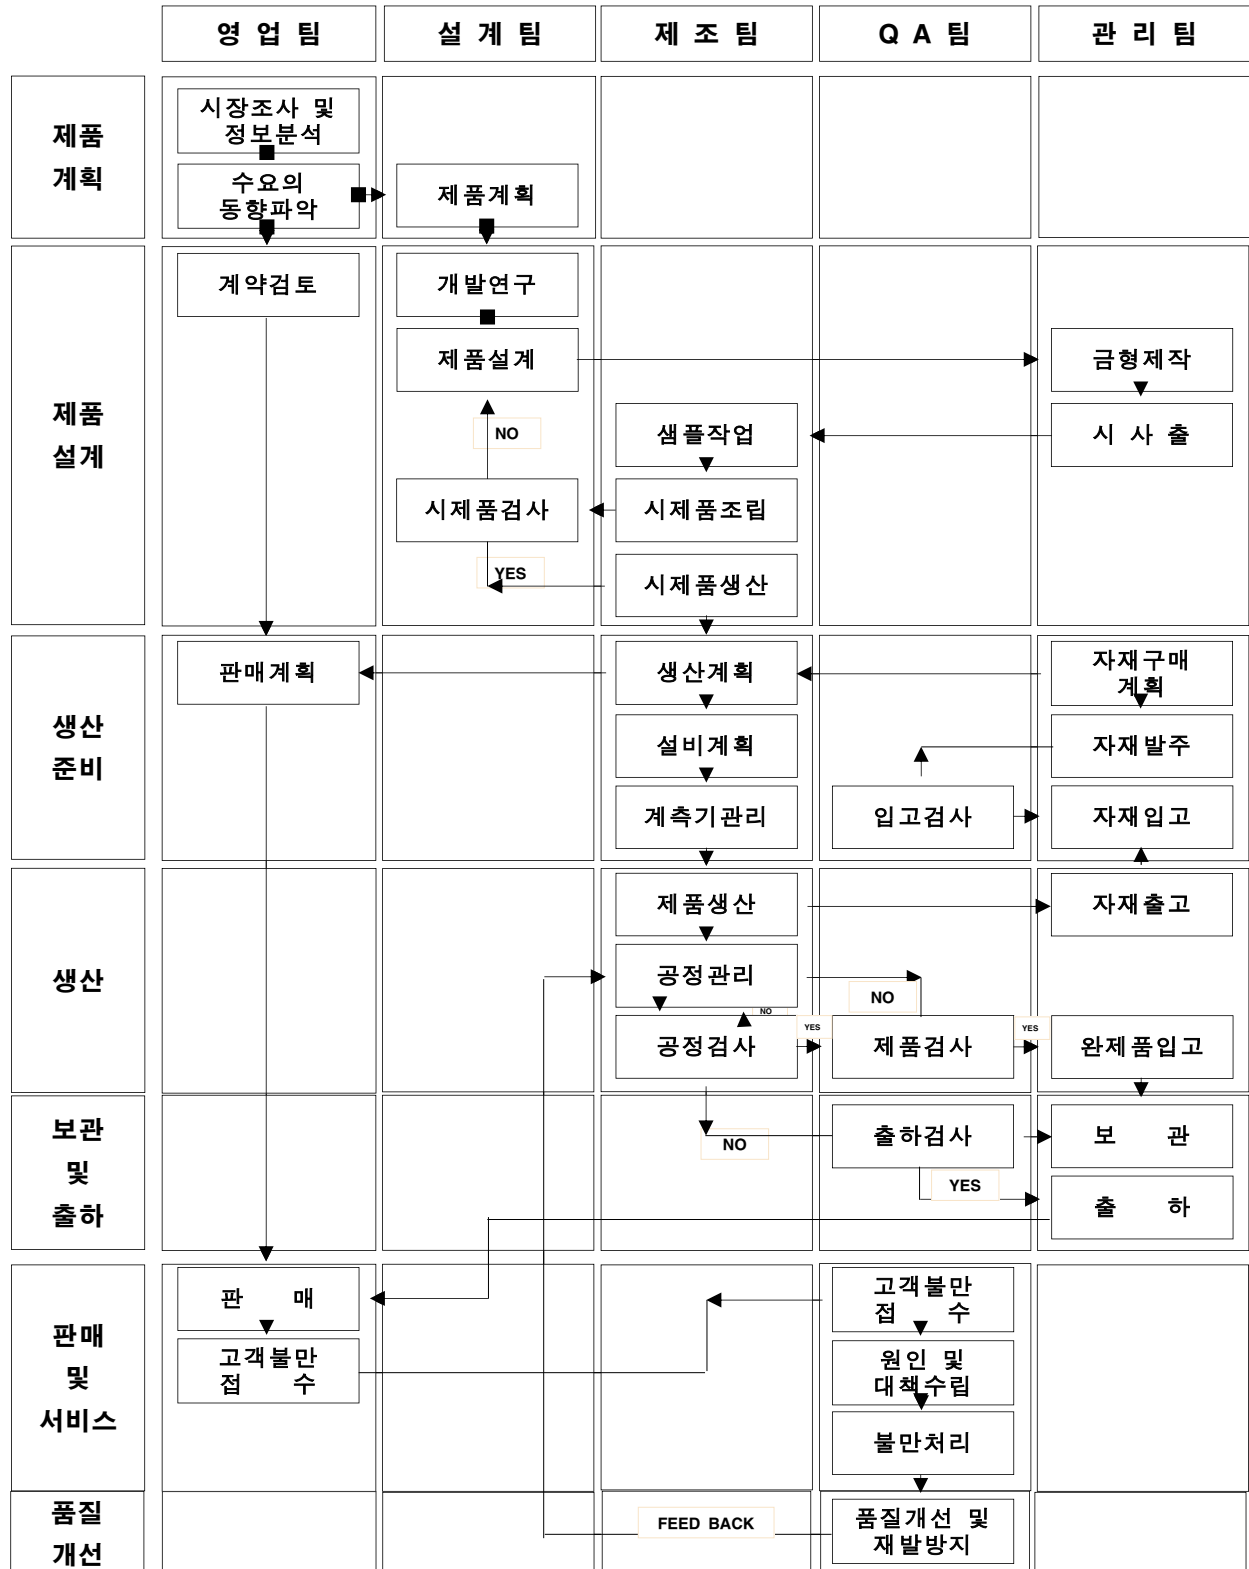 영 업 팀
설 계 팀
제 조 팀
Q A 팀
관 리 팀
제품
계획
시장조사 및
정보분석
수요의
동향파악
제품계획
제품
설계
계약검토
개발연구
제품설계
금형제작
NO
샘플작업
시 사 출
시제품검사
시제품조립
YES
시제품생산
생산
준비
판매계획
생산계획
자재구매
계획
설비계획
자재발주
계측기관리
입고검사
자재입고
생산
제품생산
자재출고
공정관리
NO
NO
공정검사
YES
제품검사
YES
완제품입고
보관
및
출하
NO
출하검사
보 관
YES
출 하
판매
및
서비스
판 매
고객불만
접 수
고객불만
접 수
원인 및
대책수립
불만처리
품질
개선
FEED BACK
품질개선 및
재발방지